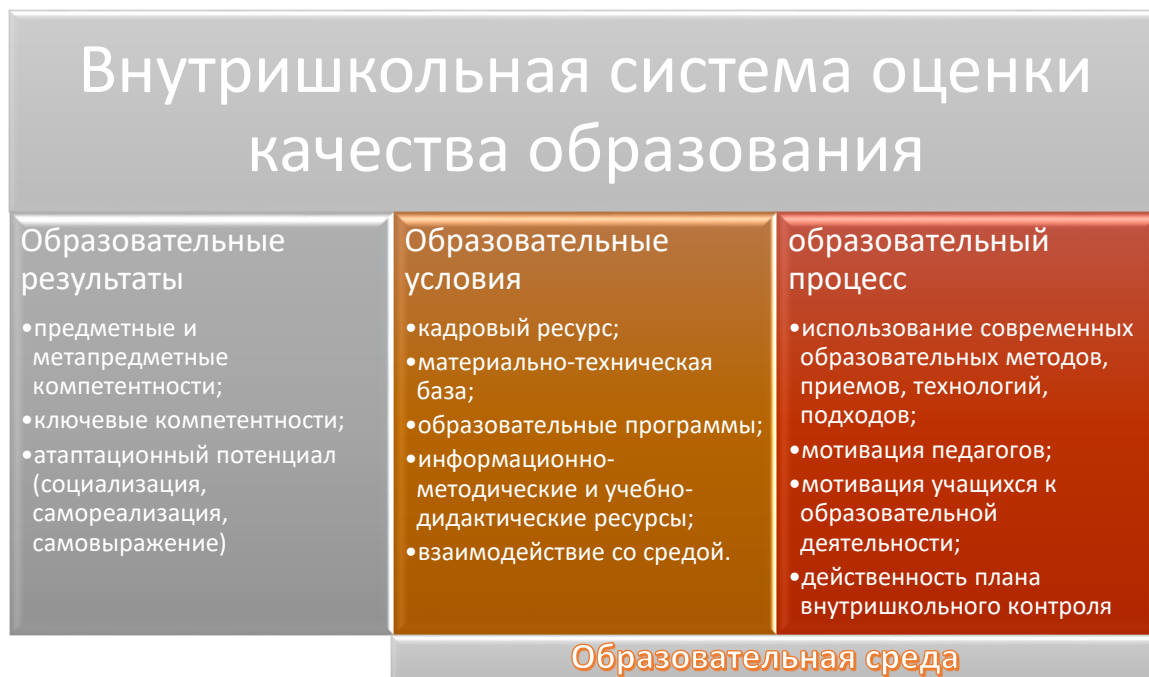 Внутришкольная система оценки
качества образования
Образовательные
результаты
•предметные и
метапредметные
компетентности;
•ключевые компетентности;
•атаптационный потенциал
(социализация,
самореализация,
самовыражение)
Образовательные
условия
•кадровый ресурс;
•материально-техническая
база;
•образовательные программы;
•информационно-
методические и учебно-
дидактические ресурсы;
•взаимодействие со средой.
образовательный
процесс
•использование современных
образовательных методов,
приемов, технологий,
подходов;
•мотивация педагогов;
•мотивация учащихся к
образовательной
деятельности;
•действенность плана
внутришкольного контроля
Образовательная среда